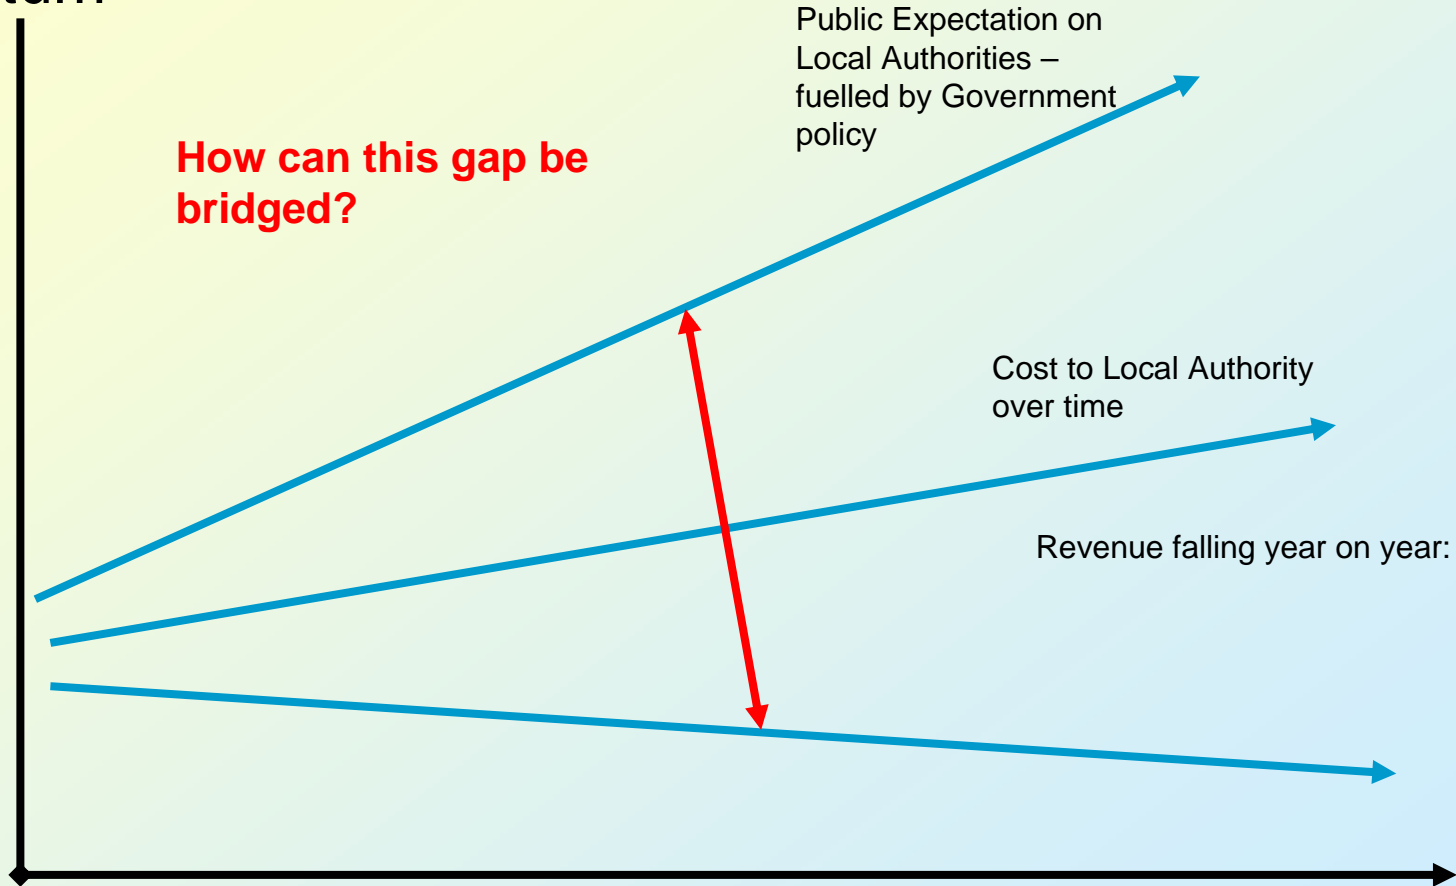 Public Expectation on
Local Authorities –
fuelled by Government
policy
How can this gap be
bridged?
Cost to Local Authority
over time
Revenue falling year on year: